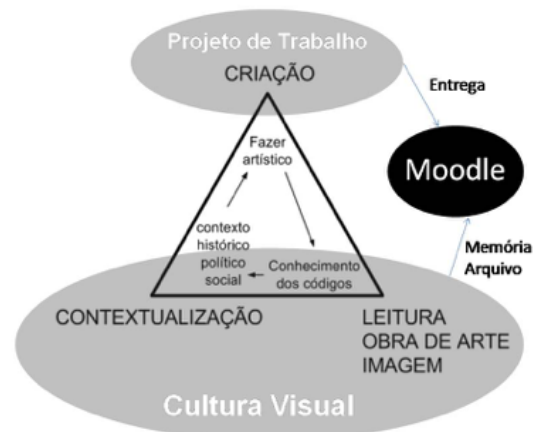 Projeto de Trabalho
CRIAÇÃO
Entrega
Moodle
Fazer
artístico
contexto
histórico
político
social
Conhecimento
dos códigos
Memória
Arquivo
CONTEXTUALIZAÇÃO
LEITURA
OBRA DE ARTE
IMAGEM
Cultura Visual